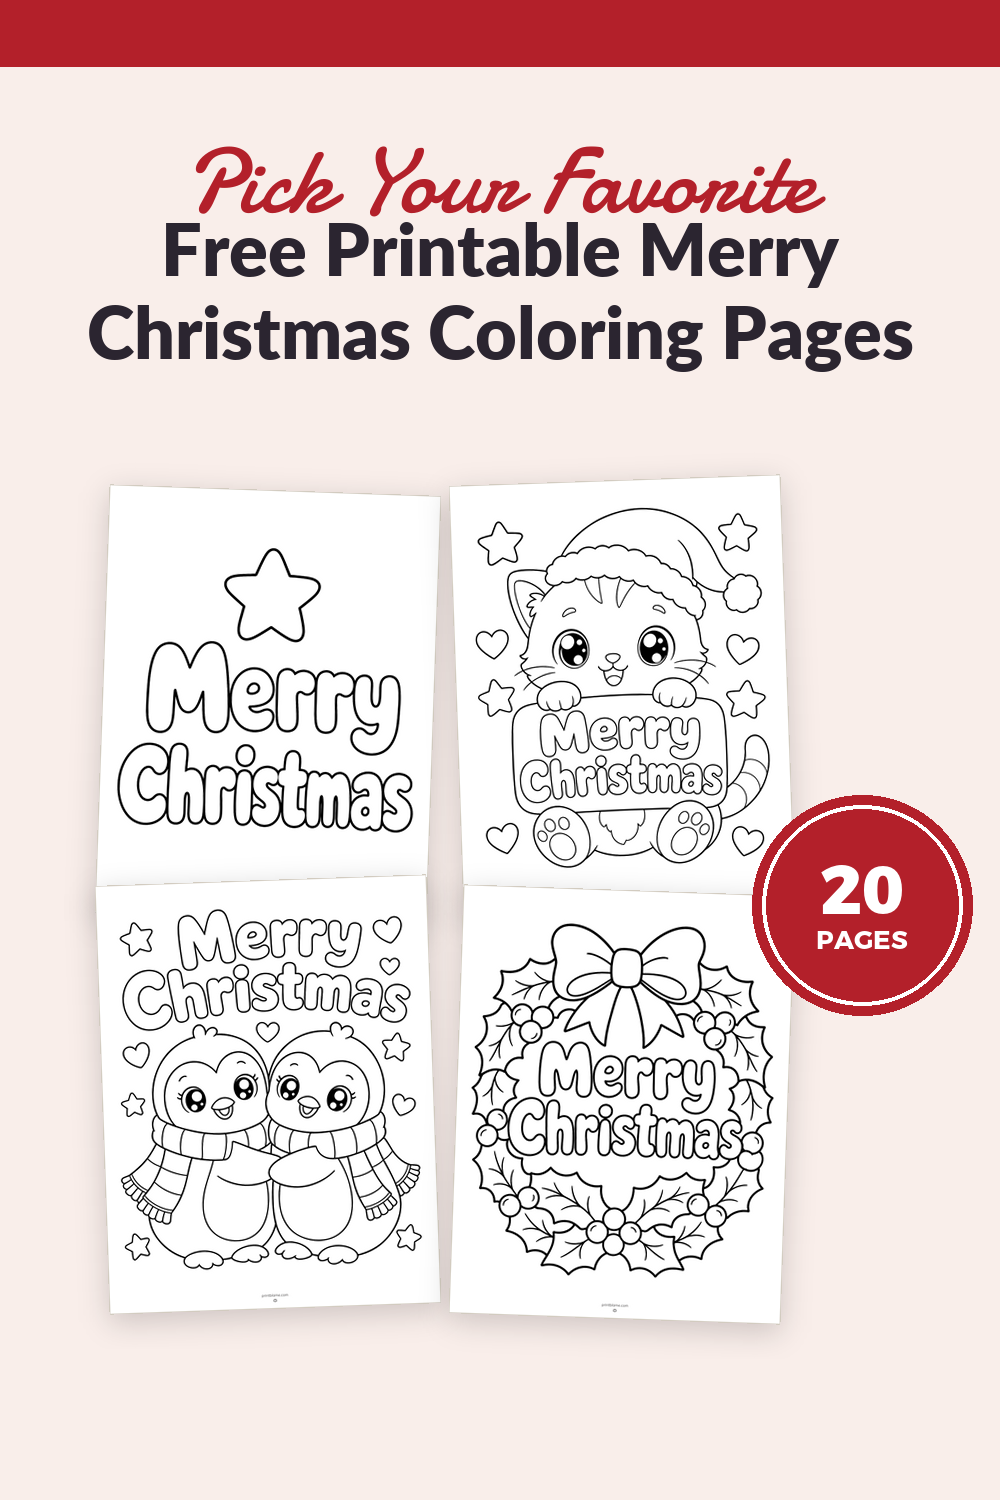 Pick Your Favorite
Free Printable Merry
Christmas Coloring Pages
Merry
Christmas
Merry
Christmas
20
PAGES
Merry
Christmas
Merry
Christmas